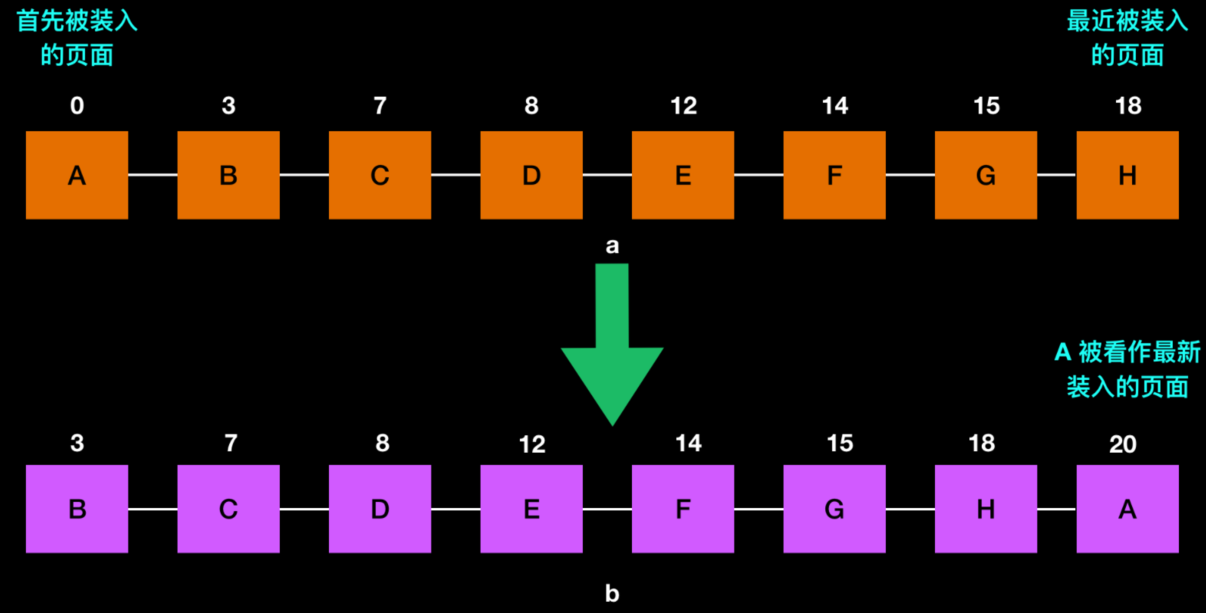 首先被装入
的页面
最近被装入
的页面
0 3 7 8 12 14 15 18
A B C D E F G H
a
A 被看作最新
装入的页面
3 7 8 12 14 15 18 20
B C D E F G H A
b